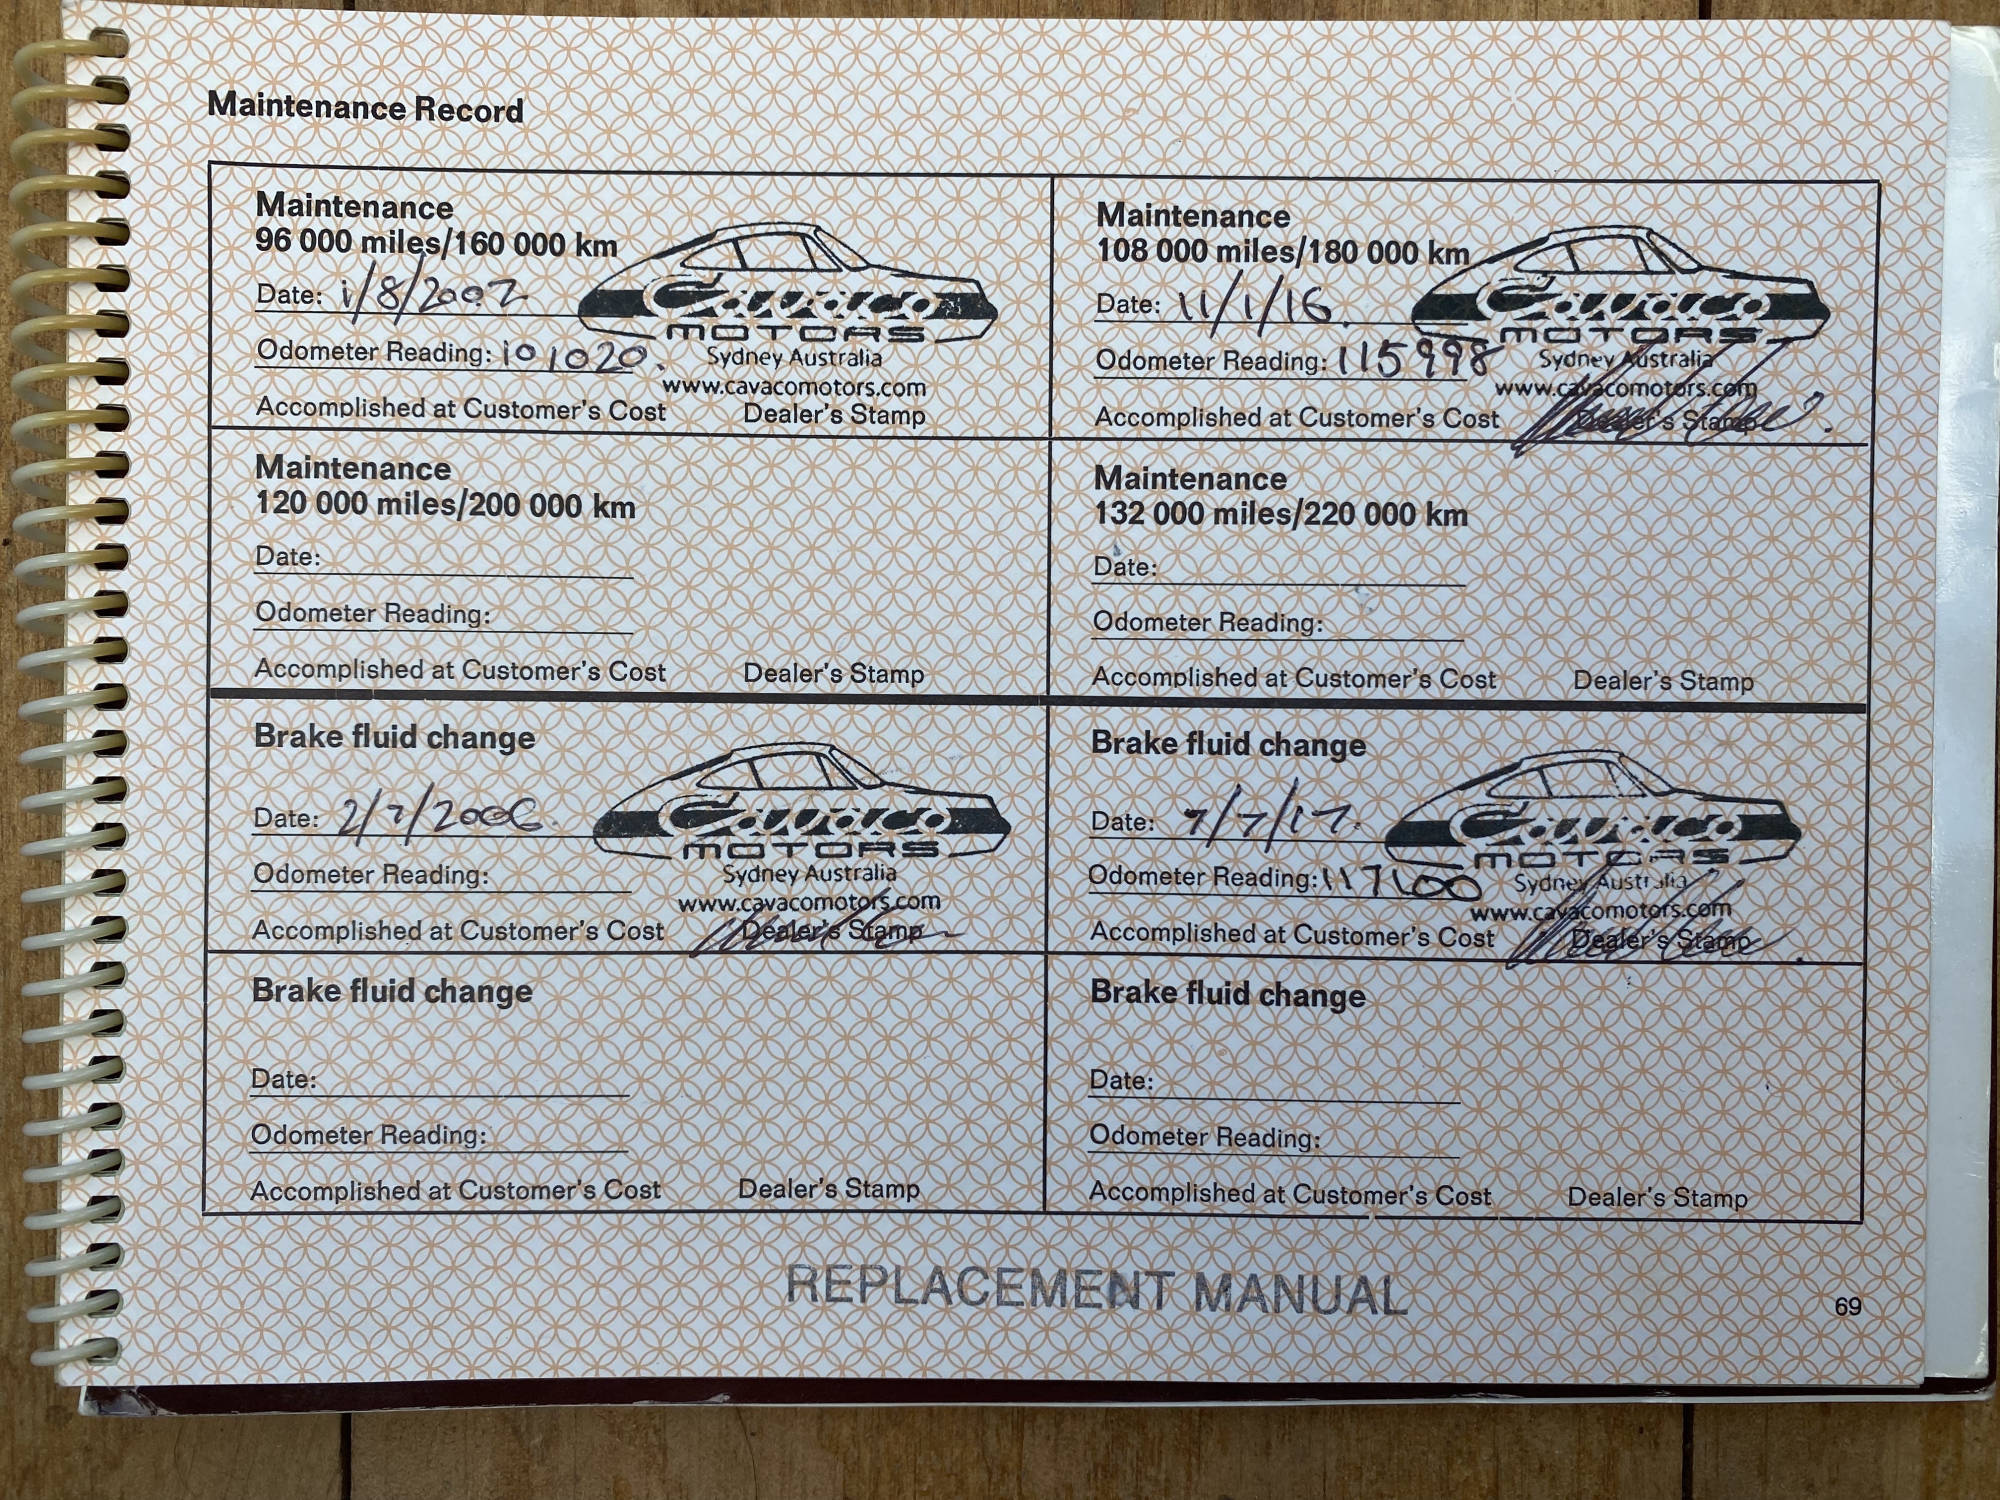 Maintenance Record
Maintenance
96 000 miles/160 000 km
Date: 1/8/2002
Odometer Reading: 101020.
Accomplished at Customer's Cost
Cavaco
MOTORS
Sydney Australia
www.cavacomotors.com
Dealer's Stamp
Maintenance
108 000 miles/180 000 km
Date: 11/1/16.
Odometer Reading: 115998
Accomplished at Customer's Cost
Cavaco
MOTORS
Sydney Australia
www.cavacomotors.com
Dealer's Stamp
Maintenance
120 000 miles/200 000 km
Date:
Odometer Reading:
Accomplished at Customer's Cost Dealer's Stamp
Maintenance
132 000 miles/220 000 km
Date:
Odometer Reading:
Accomplished at Customer's Cost Dealer's Stamp
Brake fluid change
Date: 2/7/2006.
Odometer Reading:
Accomplished at Customer's Cost
Cavaco
MOTORS
Sydney Australia
www.cavacomotors.com
Dealer's Stamp
Brake fluid change
Date: 7/7/17.
Odometer Reading: 117100
Accomplished at Customer's Cost
Cavaco
MOTORS
Sydney Australia
www.cavacomotors.com
Dealer's Stamp
Brake fluid change
Date:
Odometer Reading:
Accomplished at Customer's Cost Dealer's Stamp
Brake fluid change
Date:
Odometer Reading:
Accomplished at Customer's Cost Dealer's Stamp
REPLACEMENT MANUAL
69